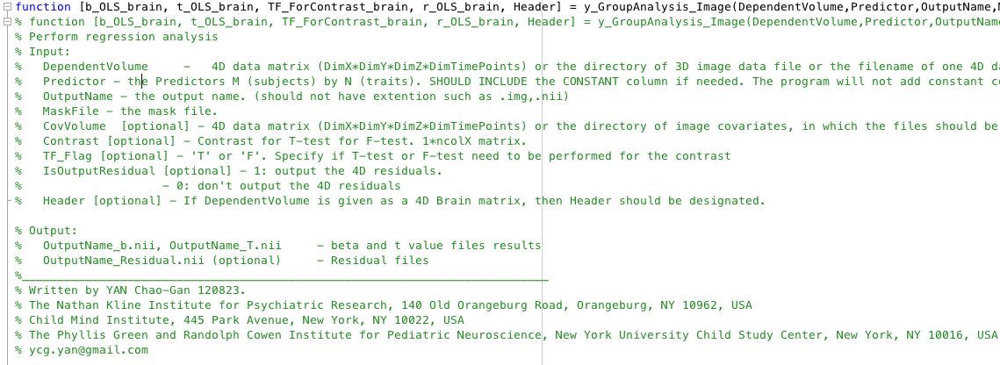 function [b_OLS_brain, t_OLS_brain, TF_ForContrast_brain, r_OLS_brain, Header] = y_GroupAnalysis_Image(DependentVolume,Predictor,OutputName,
% function [b_OLS_brain, t_OLS_brain, TF_ForContrast_brain, r_OLS_brain, Header] = y_GroupAnalysis_Image(DependentVolume,Predictor,OutputName
% Perform regression analysis
% Input:
%   DependentVolume     -   4D data matrix (DimX*DimY*DimZ*DimTimePoints) or the directory of 3D image data file or the filename of one 4D
%   Predictor - the Predictors M (subjects) by N (traits). SHOULD INCLUDE the CONSTANT column if needed. The program will not add constant
%   OutputName - the output name. (should not have extention such as .img,.nii)
%   MaskFile - the mask file.
%   CovVolume  [optional] - 4D data matrix (DimX*DimY*DimZ*DimTimePoints) or the directory of image covariates, in which the files should be
%   Contrast [optional] - Contrast for T-test for F-test. 1*ncolX matrix.
%   TF_Flag [optional] - 'T' or 'F'. Specify if T-test or F-test need to be performed for the contrast
%   IsOutputResidual [optional] - 1: output the 4D residuals.
%                    - 0: don't output the 4D residuals
%   Header [optional] - If DependentVolume is given as a 4D Brain matrix, then Header should be designated.
% Output:
%   OutputName_b.nii, OutputName_T.nii     - beta and t value files results
%   OutputName_Residual.nii (optional)     - Residual files
%___________________________________________________________________________
% Written by YAN Chao-Gan 120823.
% The Nathan Kline Institute for Psychiatric Research, 140 Old Orangeburg Road, Orangeburg, NY 10962, USA
% Child Mind Institute, 445 Park Avenue, New York, NY 10022, USA
% The Phyllis Green and Randolph Cowen Institute for Pediatric Neuroscience, New York University Child Study Center, New York, NY 10016, USA
% ycg.yan@gmail.com